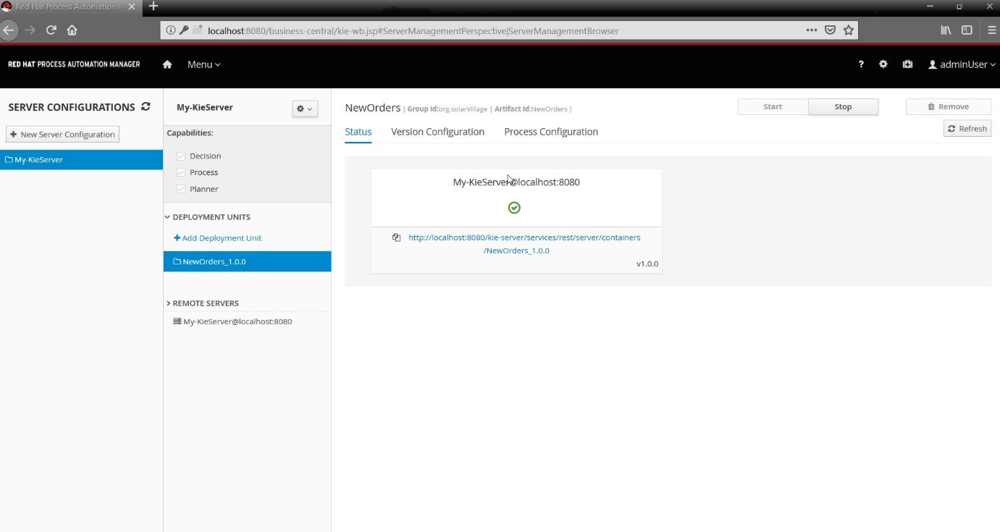 Red Hat Process Automation M
localhost:8080/business-central/kie-wb.jsp#ServerManagementPerspective|ServerManagementBrowser
RED HAT PROCESS AUTOMATION MANAGER
Menu
adminUser
SERVER CONFIGURATIONS
New Server Configuration
My-KieServer
My-KieServer
Capabilities:
Decision
Process
Planner
DEPLOYMENT UNITS
Add Deployment Unit
NewOrders_1.0.0
REMOTE SERVERS
My-KieServer@localhost:8080
NewOrders [ Group Id:org.solarVillage | Artifact Id:NewOrders ]
Start
Stop
Remove
Status
Version Configuration
Process Configuration
Refresh
My-KieServer@localhost:8080
http://localhost:8080/kie-server/services/rest/server/containers
/NewOrders_1.0.0
v1.0.0